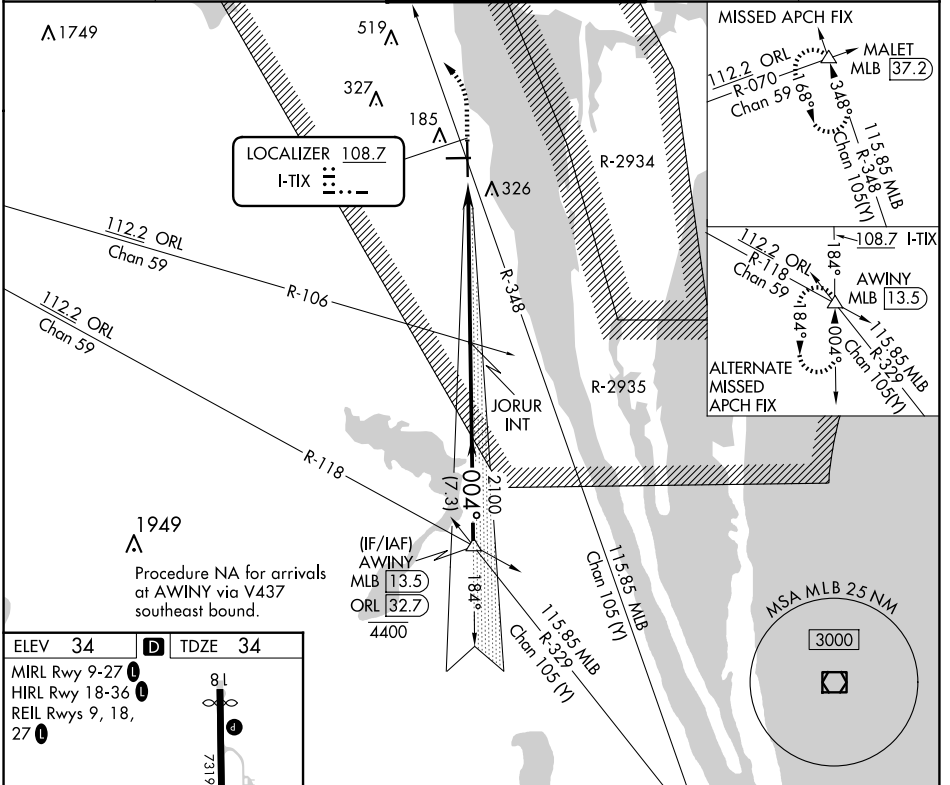 1749
519
327
185
LOCALIZER 108.7
I-TIX
326
R-2934
R-2935
112.2 ORL
Chan 59
R-106
112.2 ORL
Chan 59
R-118
R-348
JORUR
INT
004°
2100
(7.3)
184°
(IF/IAF)
AWINY
MLB 13.5
ORL 32.7
4400
1949
Procedure NA for arrivals
at AWINY via V437
southeast bound.
115.85 MLB
Chan 105 (Y)
115.85 MLB
R-329
Chan 105 (Y)
MISSED APCH FIX
MALET
MLB 37.2
112.2 ORL
R-070
Chan 59
168°
348°
115.85 MLB
R-348
Chan 105(Y)
108.7 I-TIX
112.2 ORL
R-118
Chan 59
184°
AWINY
MLB 13.5
184°
004°
115.85 MLB
R-329
Chan 105(Y)
ALTERNATE
MISSED
APCH FIX
MSA MLB 25 NM
3000
ELEV 34 D TDZE 34
MIRL Rwy 9-27 L
HIRL Rwy 18-36 L
REIL Rwys 9, 18,
27 L
18
P
7319